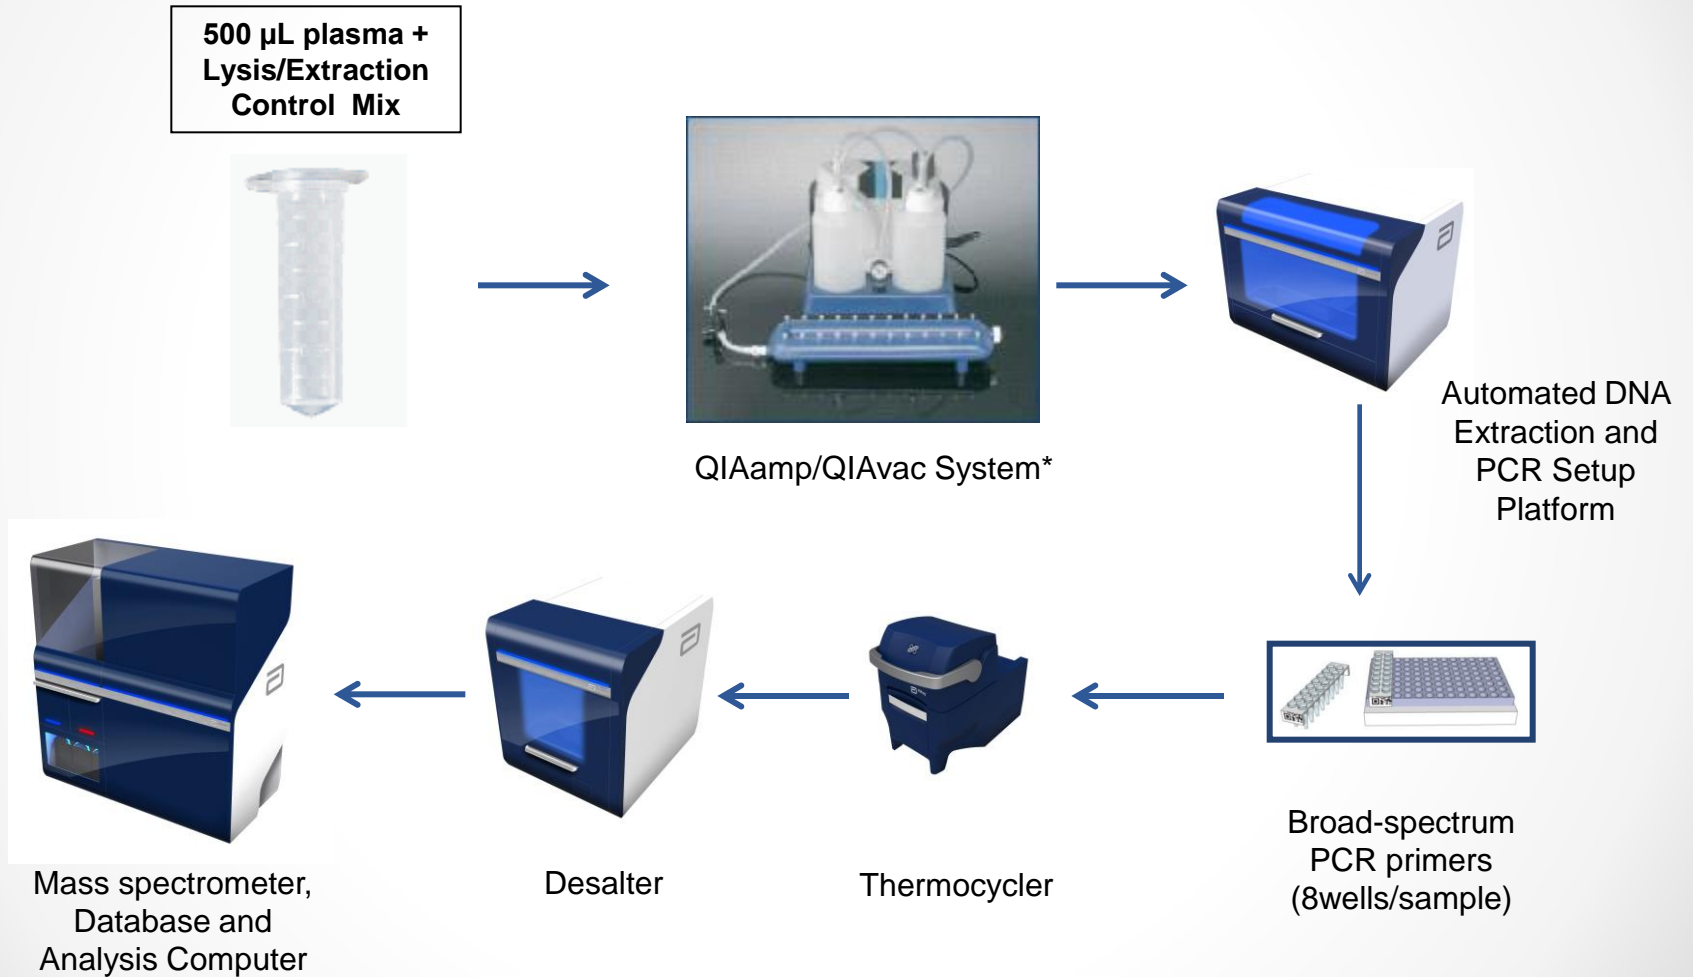 500 µL plasma +
Lysis/Extraction
Control Mix
QIAamp/QIAvac System*
Automated DNA
Extraction and
PCR Setup
Platform
Broad-spectrum
PCR primers
(8wells/sample)
Thermocycler
Desalter
Mass spectrometer,
Database and
Analysis Computer